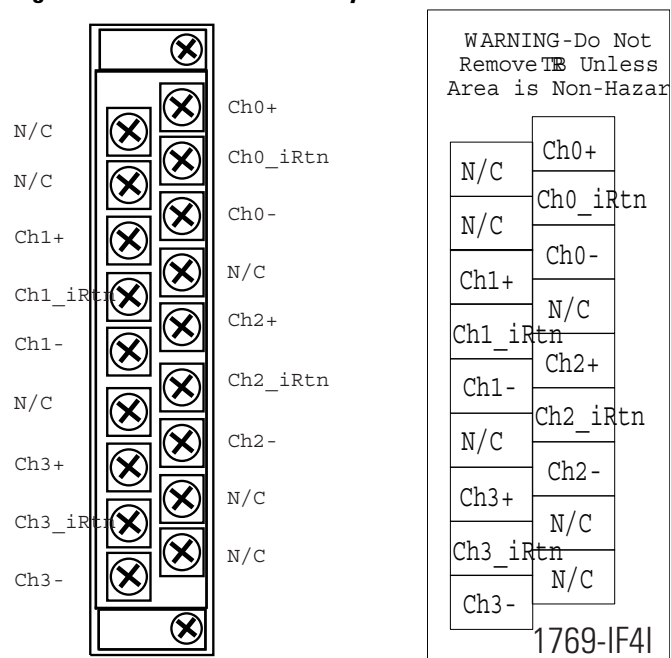 WARNING-Do Not
Remove TB Unless
Area is Non-Hazar
Ch0+
N/C
Ch0_iRtn
N/C
Ch0-
Ch1+
N/C
Ch1_iRtn
Ch2+
Ch1-
Ch2_iRtn
N/C
Ch2-
Ch3+
N/C
Ch3_iRtn
N/C
Ch3-
Ch0+
N/C
Ch0_iRtn
N/C
Ch0-
Ch1+
N/C
Ch1_iRtn
Ch2+
Ch1-
Ch2_iRtn
N/C
Ch2-
Ch3+
N/C
Ch3_iRtn
N/C
Ch3-
1769-IF4I